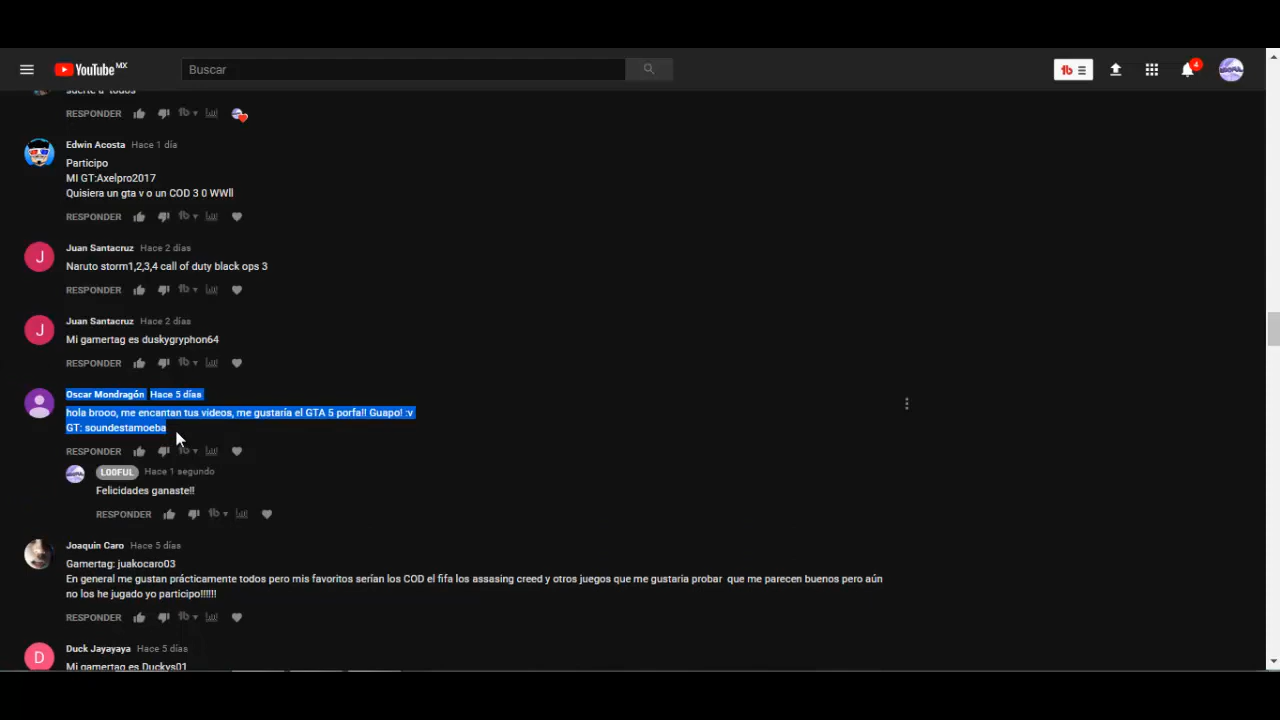 YouTube MX
Buscar
4
suerte a todos
RESPONDER
Edwin Acosta Hace 1 día
Participo
MI GT:Axelpro2017
Quisiera un gta v o un COD 3 0 WWll
RESPONDER
Juan Santacruz Hace 2 días
J
Naruto storm1,2,3,4 call of duty black ops 3
RESPONDER
Juan Santacruz Hace 2 días
J
Mi gamertag es duskygryphon64
RESPONDER
Oscar Mondragón Hace 5 días
hola brooo, me encantan tus videos, me gustaría el GTA 5 porfa!! Guapo! :v
GT: soundestamoeba
RESPONDER
L00FUL Hace 1 segundo
Felicidades ganaste!!
RESPONDER
Joaquin Caro Hace 5 días
Gamertag: juakocaro03
En general me gustan prácticamente todos pero mis favoritos serían los COD el fifa los assasing creed y otros juegos que me gustaria probar que me parecen buenos pero aún
no los he jugado yo participo!!!!!!
RESPONDER
Duck Jayayaya Hace 5 días
D
Mi gamertag es Duckys01